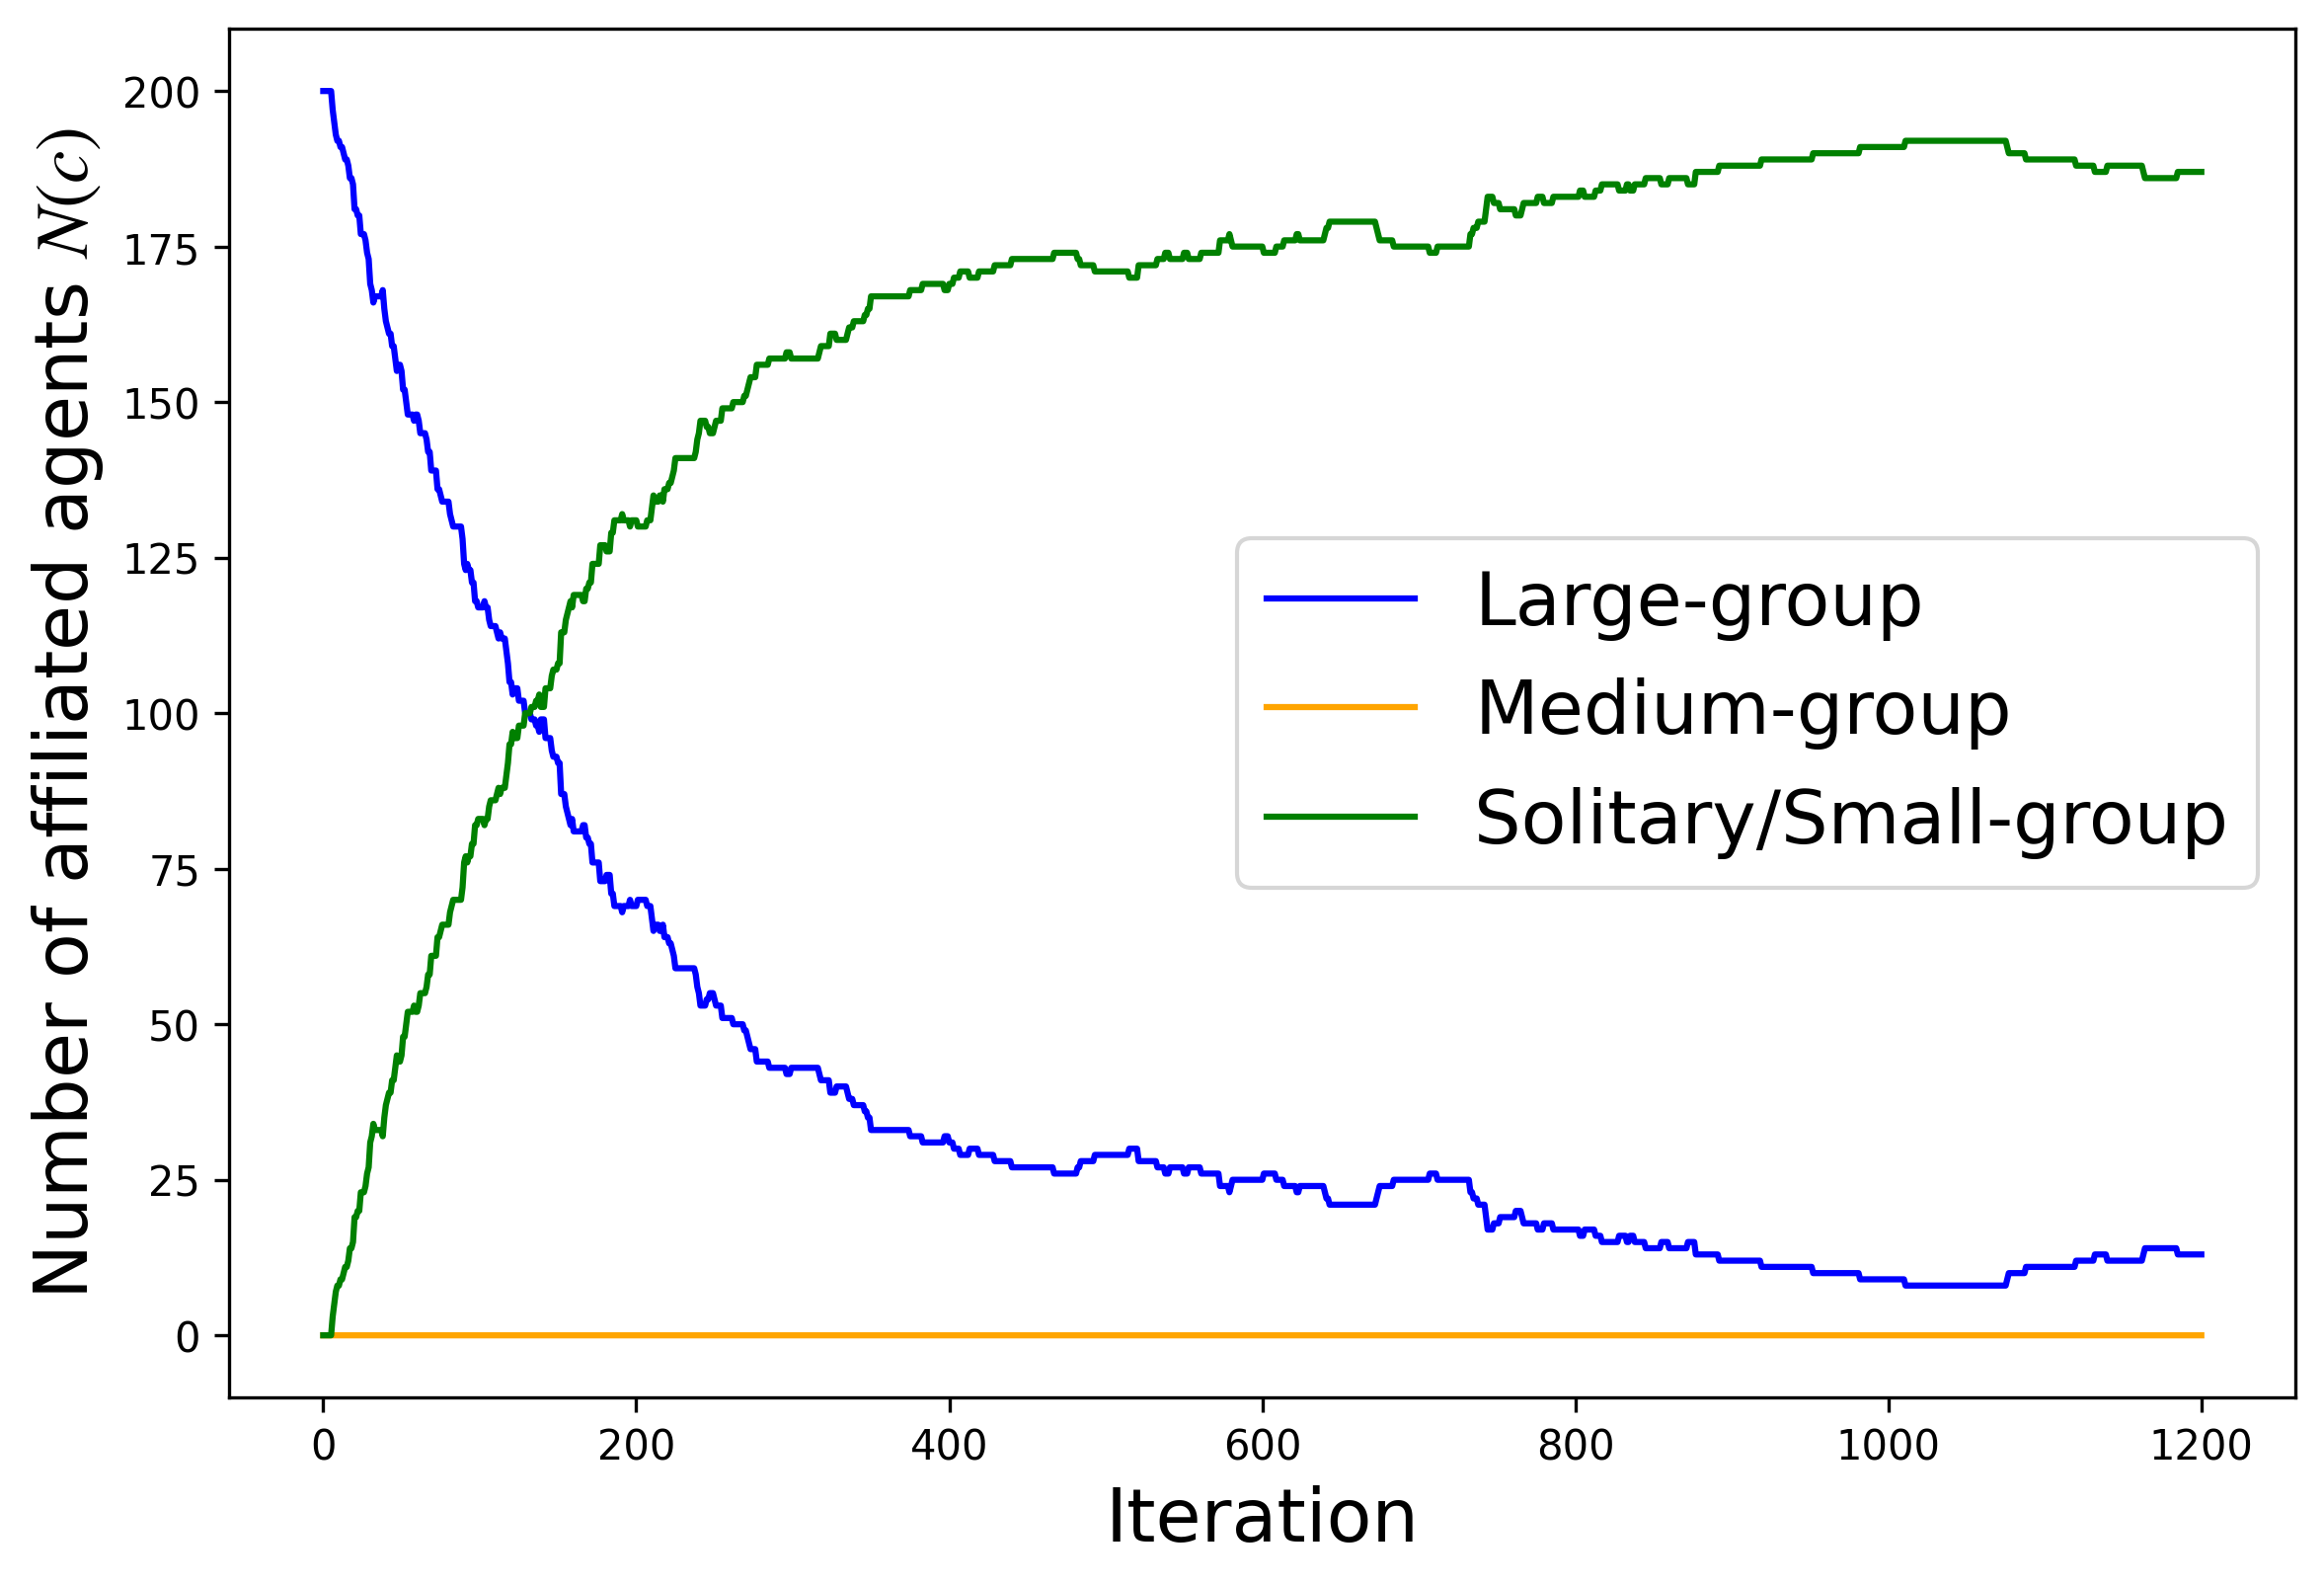 Number of affiliated agents N(c)
200
175
150
125
100
75
50
25
0
Large-group
Medium-group
Solitary/Small-group
0 200 400 600 800 1000 1200
Iteration